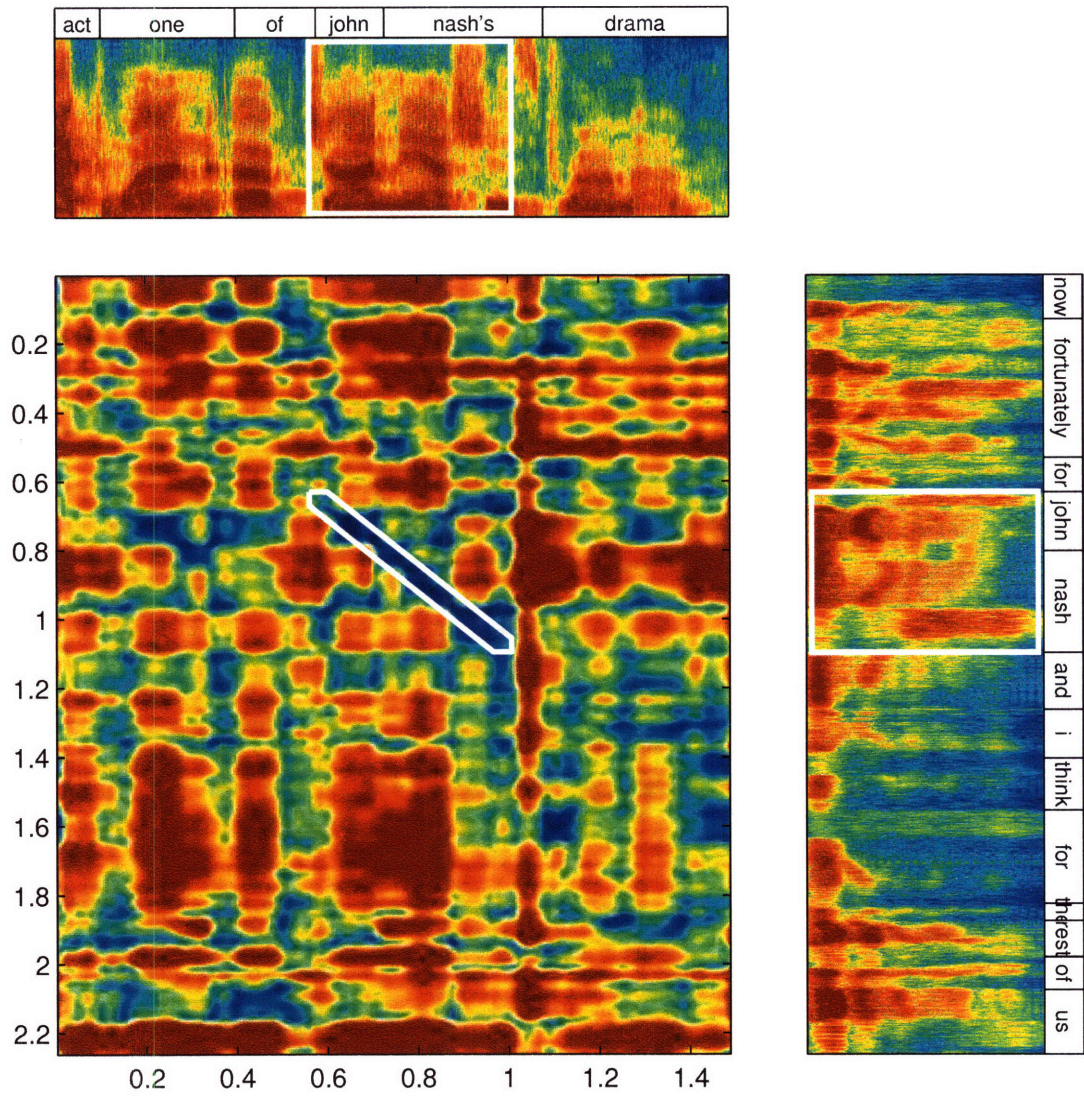 act one of john nash's drama
0.2
0.4
0.6
0.8
1
1.2
1.4
1.6
1.8
2
2.2
0.2 0.4 0.6 0.8 1 1.2 1.4
now
fortunately
for
john
nash
and
i
think
for
the
rest
of
us